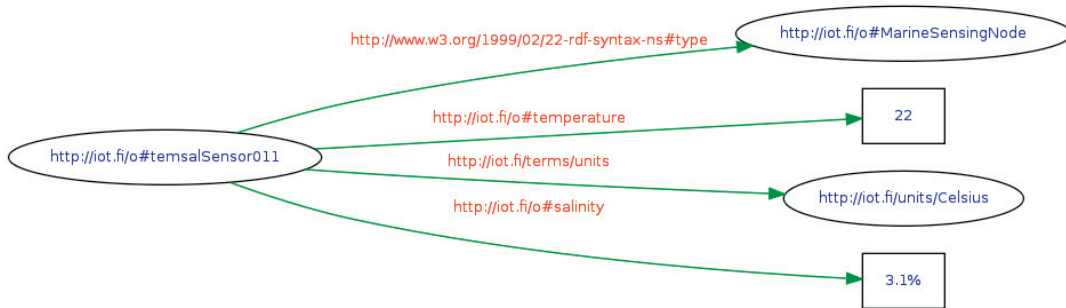 http://iot.fi/o#MarineSensingNode
http://www.w3.org/1999/02/22-rdf-syntax-ns#type
http://iot.fi/o#temperature
22
http://iot.fi/o#temsalSensor011
http://iot.fi/terms/units
http://iot.fi/units/Celsius
http://iot.fi/o#salinity
3.1%